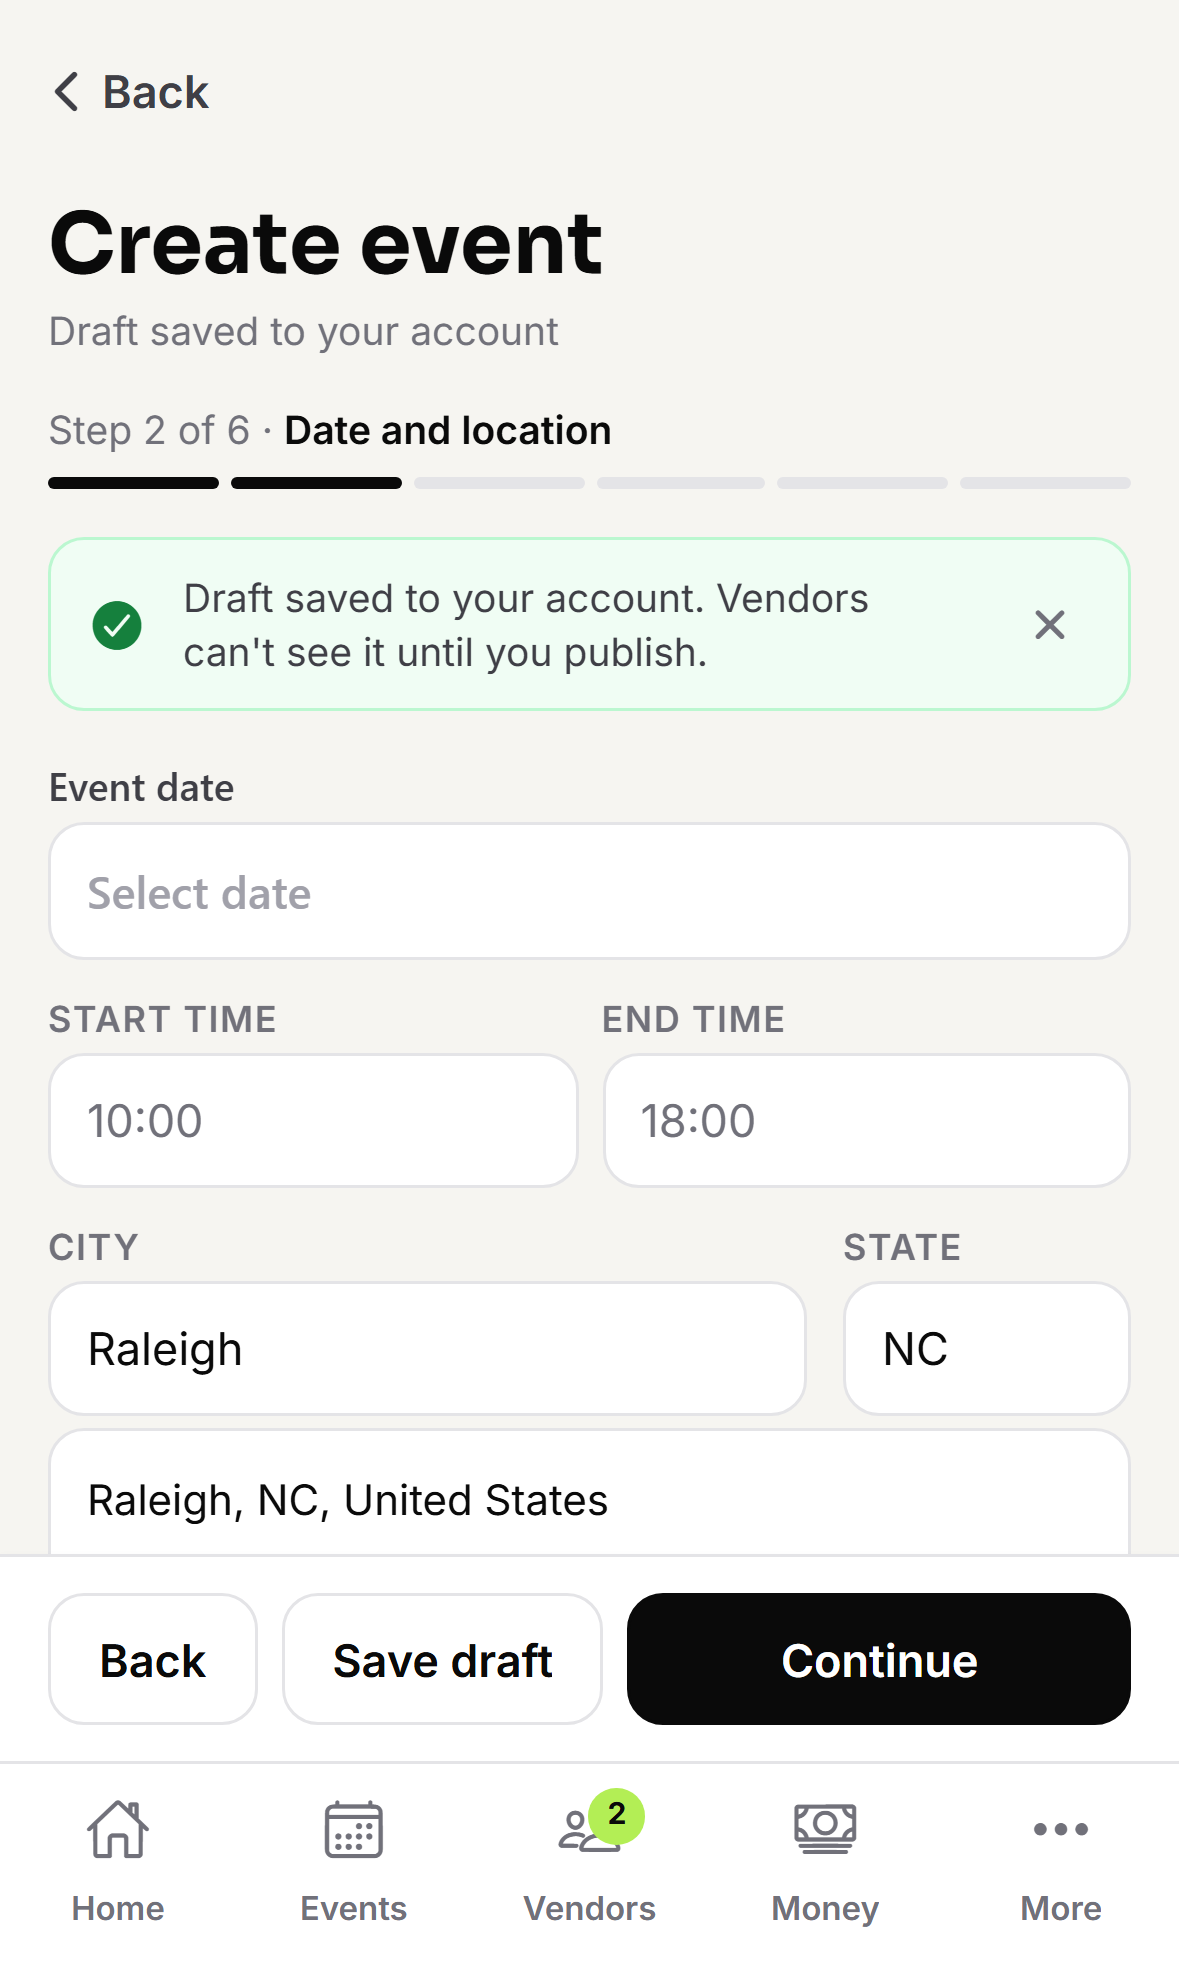 Back
Create event
Draft saved to your account
Step 2 of 6 · Date and location
Draft saved to your account. Vendors
can't see it until you publish.
Event date
Select date
START TIME END TIME
10:00 18:00
CITY STATE
Raleigh NC
Raleigh, NC, United States
Back Save draft Continue
2
Home Events Vendors Money More